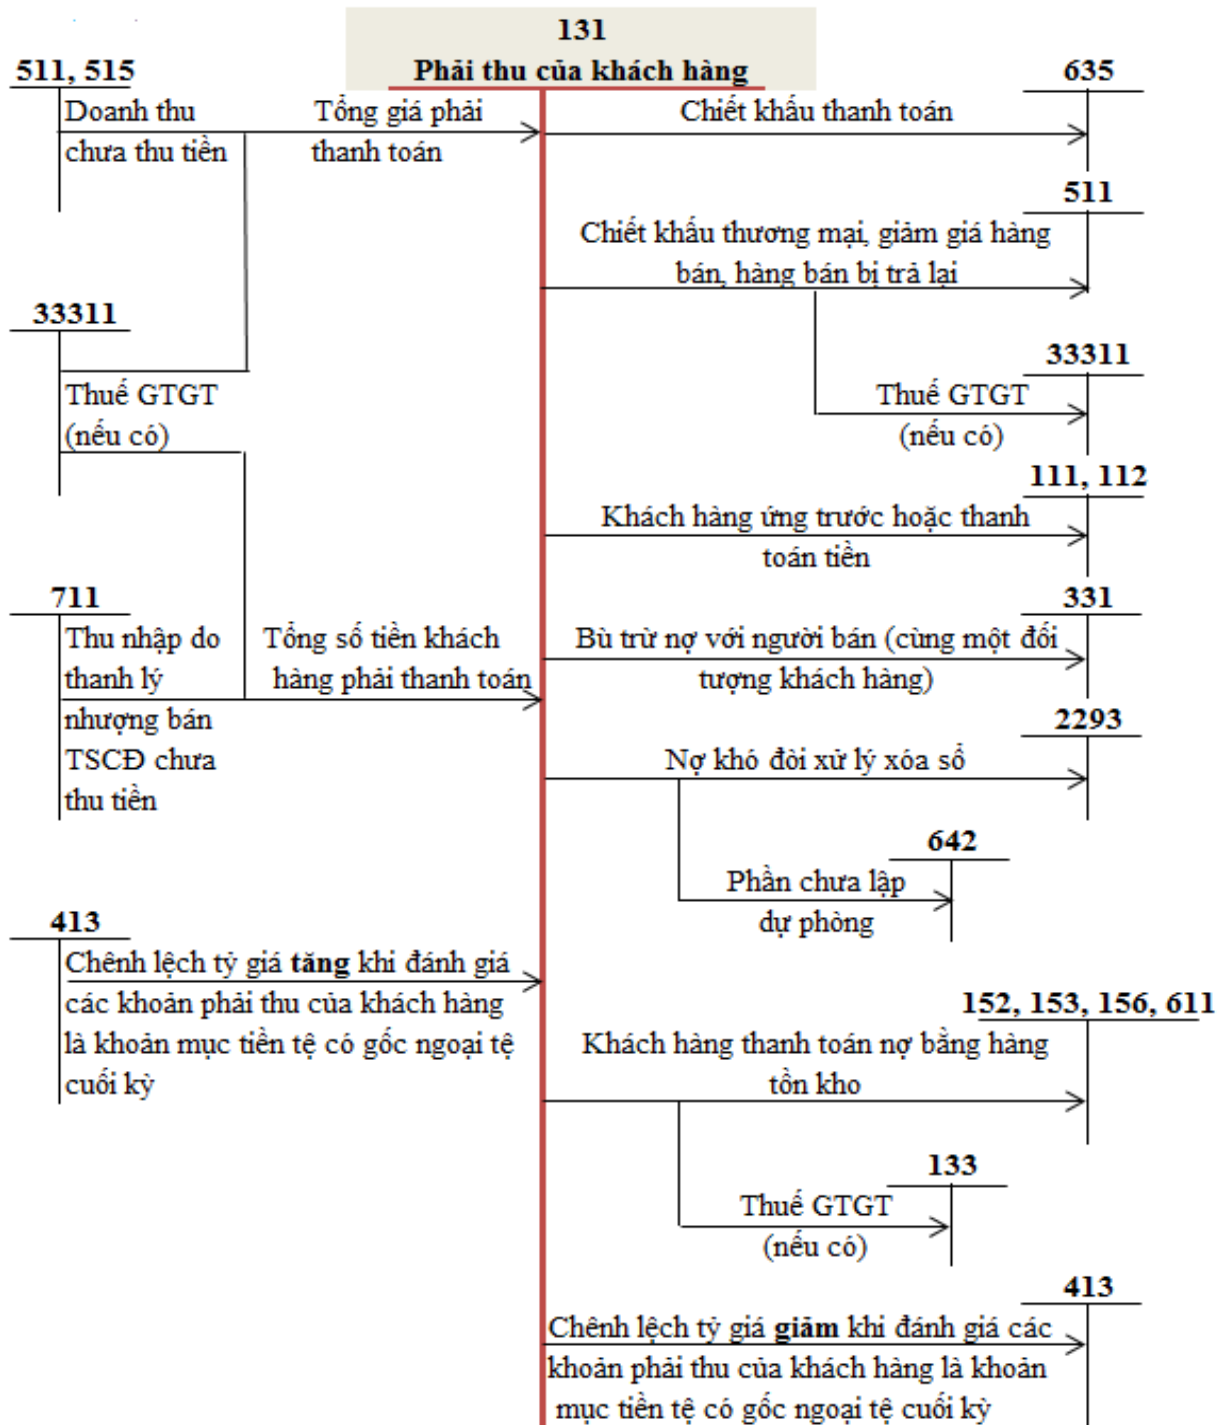 131
Phải thu của khách hàng
511, 515
Doanh thu
chưa thu tiền
Tổng giá phải
thanh toán
33311
Thuế GTGT
(nếu có)
711
Thu nhập do
thanh lý
nhượng bán
TSCĐ chưa
thu tiền
Tổng số tiền khách
hàng phải thanh toán
413
Chênh lệch tỷ giá tăng khi đánh giá
các khoản phải thu của khách hàng
là khoản mục tiền tệ có gốc ngoại tệ
cuối kỳ
635
Chiết khấu thanh toán
511
Chiết khấu thương mại, giảm giá hàng
bán, hàng bán bị trả lại
33311
Thuế GTGT
(nếu có)
111, 112
Khách hàng ứng trước hoặc thanh
toán tiền
331
Bù trừ nợ với người bán (cùng một đối
tượng khách hàng)
2293
Nợ khó đòi xử lý xóa sổ
642
Phần chưa lập
dự phòng
152, 153, 156, 611
Khách hàng thanh toán nợ bằng hàng
tồn kho
133
Thuế GTGT
(nếu có)
413
Chênh lệch tỷ giá giảm khi đánh giá các
khoản phải thu của khách hàng là khoản
mục tiền tệ có gốc ngoại tệ cuối kỳ